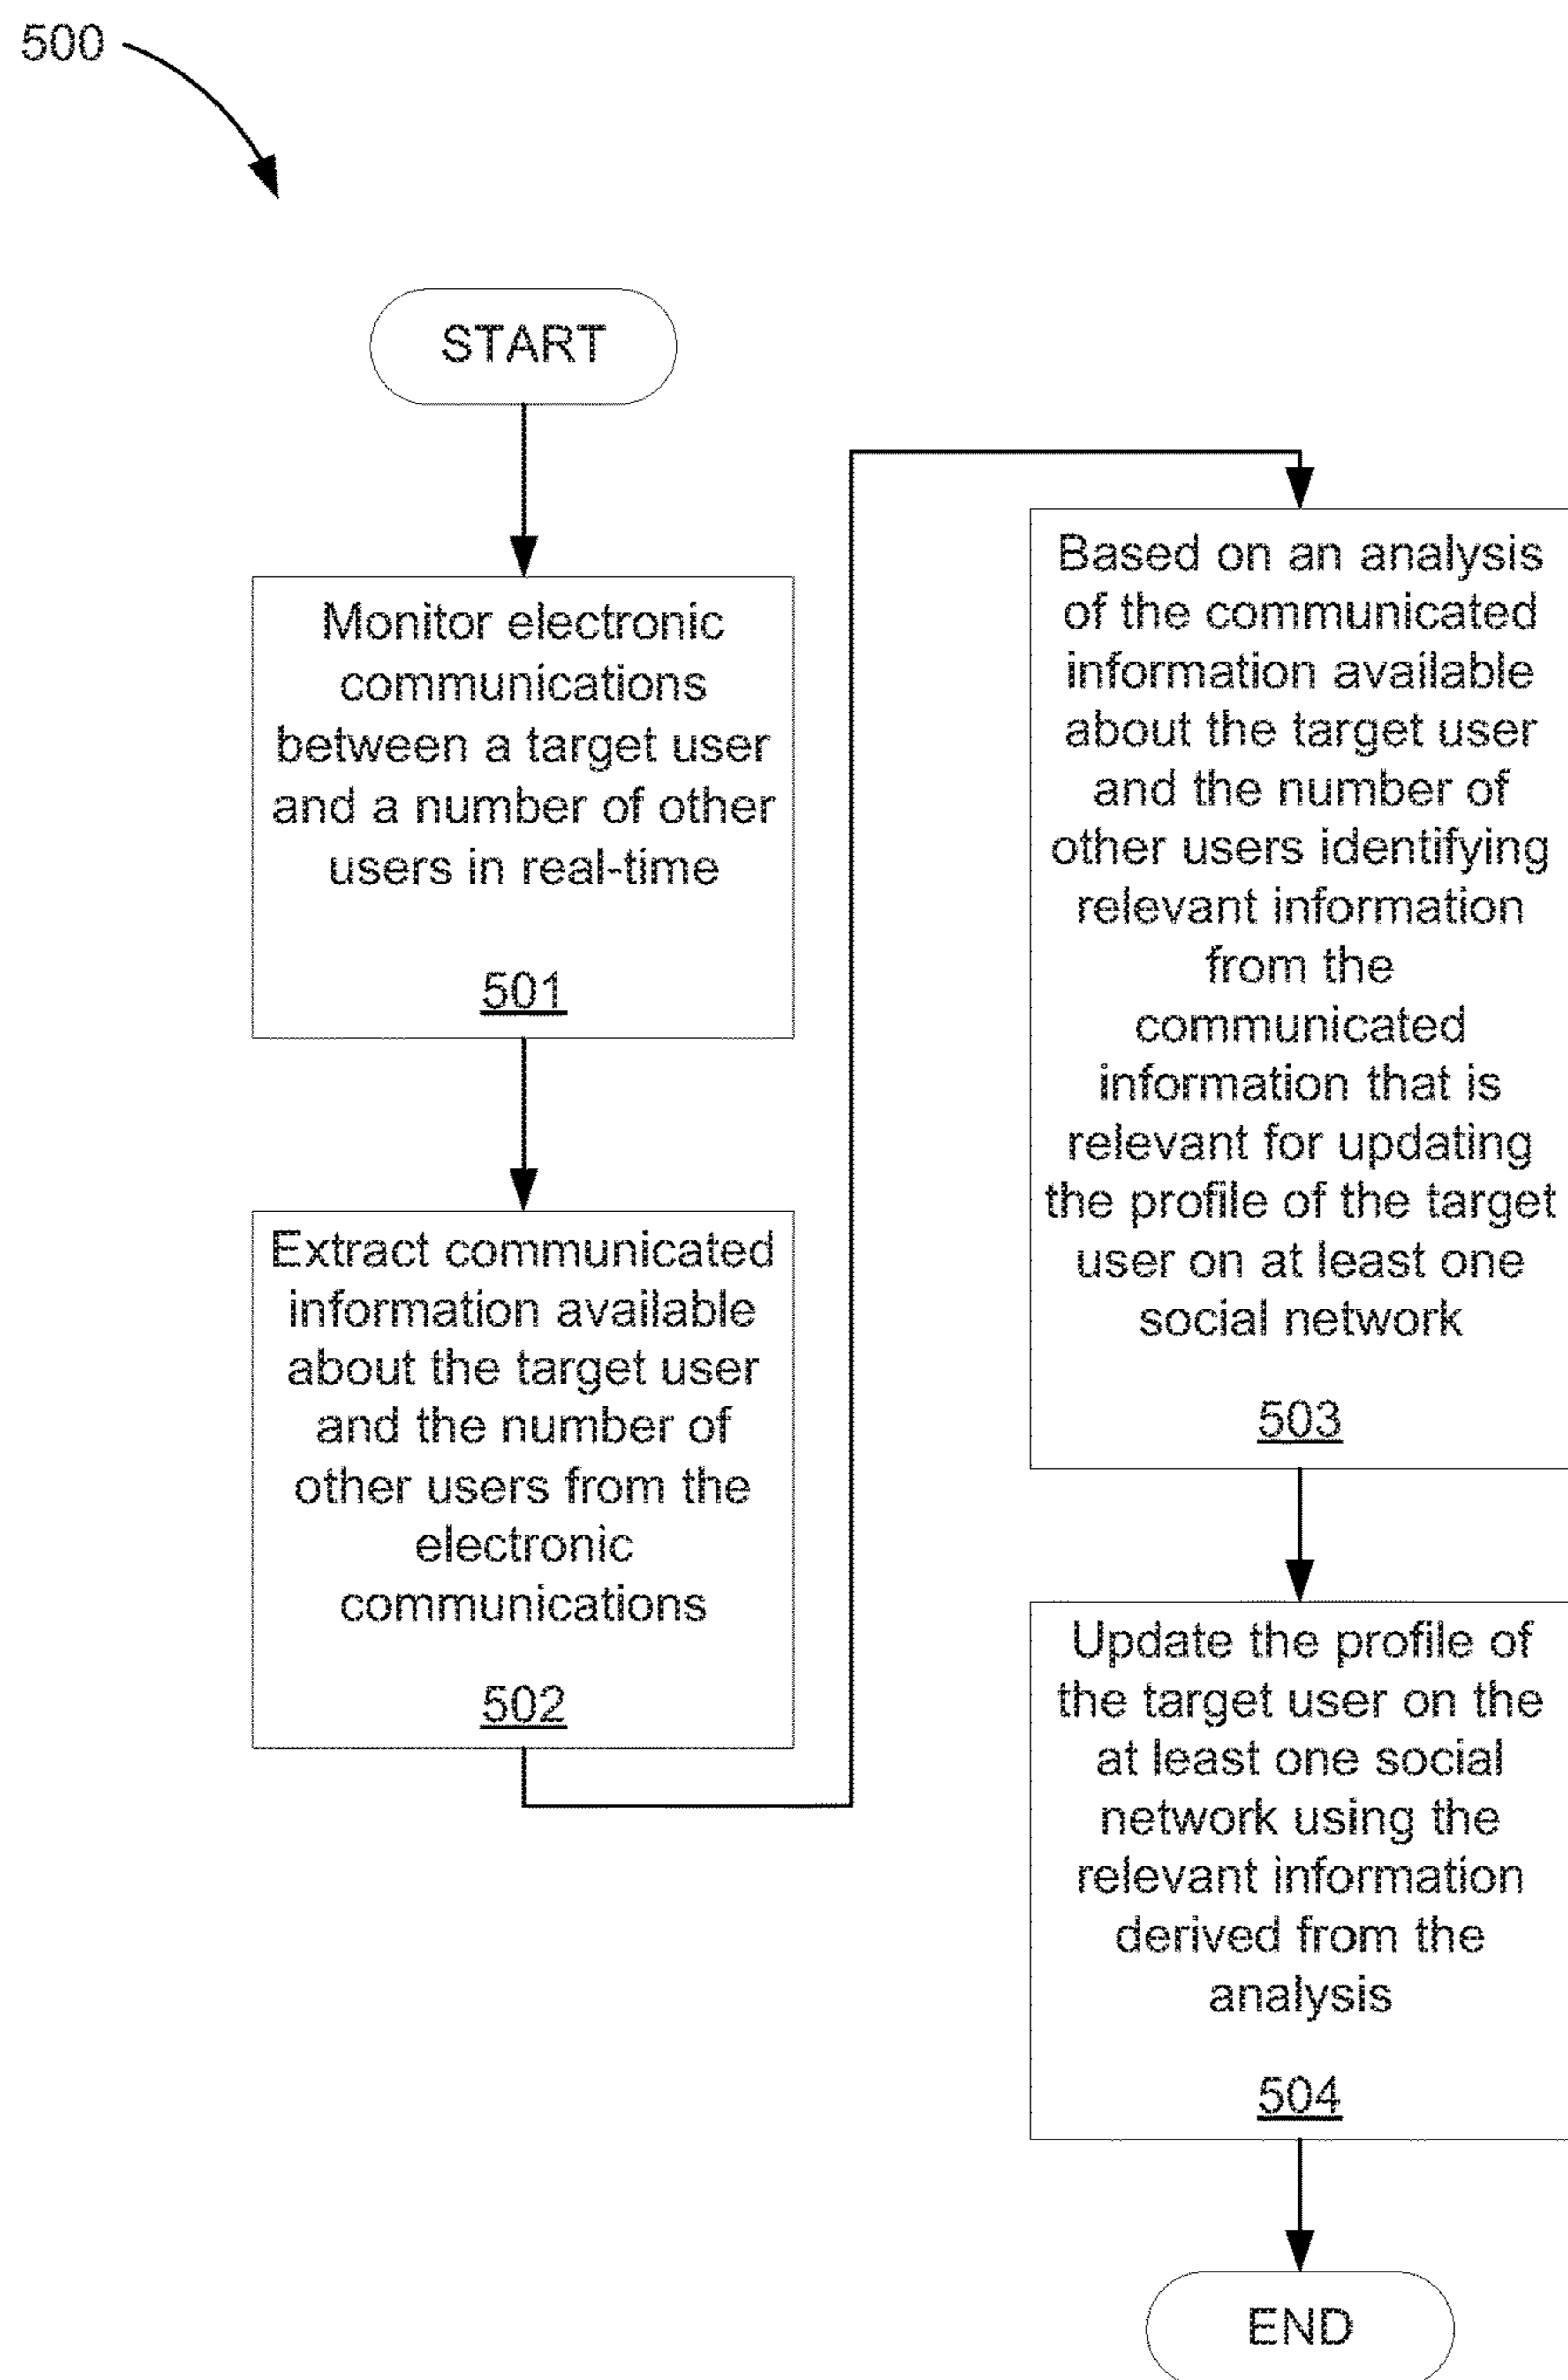 500
START
Monitor electronic
communications
between a target user
and a number of other
users in real-time
501
Extract communicated
information available
about the target user
and the number of
other users from the
electronic
communications
502
Based on an analysis
of the communicated
information available
about the target user
and the number of
other users identifying
relevant information
from the
communicated
information that is
relevant for updating
the profile of the target
user on at least one
social network
503
Update the profile of
the target user on the
at least one social
network using the
relevant information
derived from the
analysis
504
END